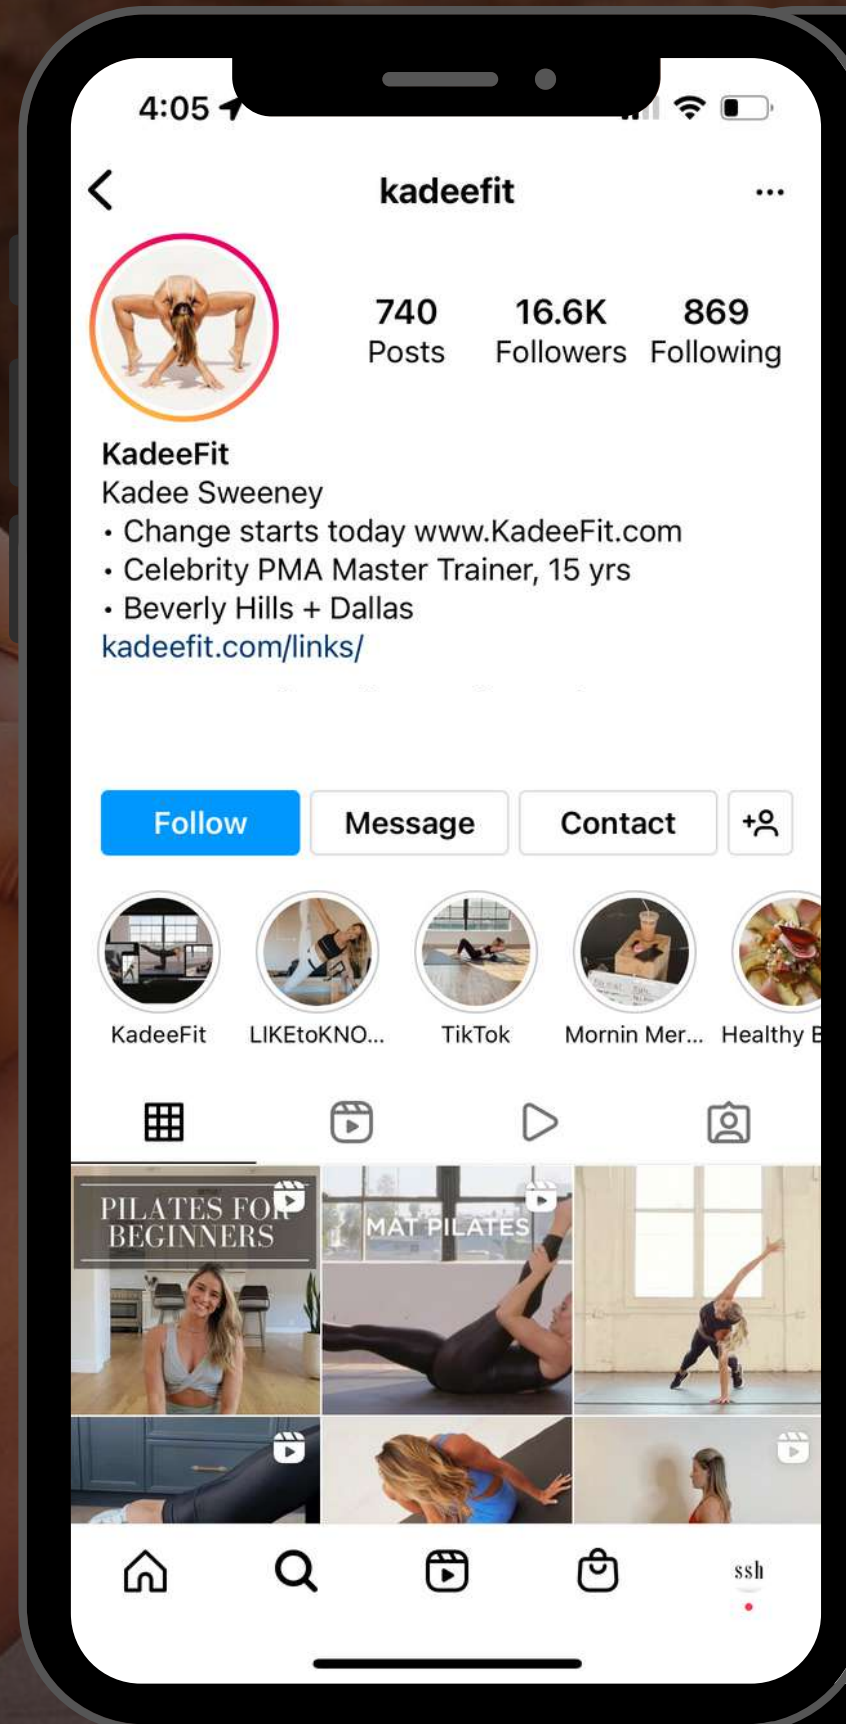 4:05
kadeefit
...
740
16.6K
869
Posts
Followers
Following
KadeeFit
Kadee Sweeney
• Change starts today www.KadeeFit.com
• Celebrity PMA Master Trainer, 15 yrs
• Beverly Hills + Dallas
kadeefit.com/links/
Follow
Message
Contact
KadeeFit
LIKEtoKNO...
TikTok
Mornin Mer...
Healthy B
PILATES FOR
BEGINNERS
MAT PILATES
ssh